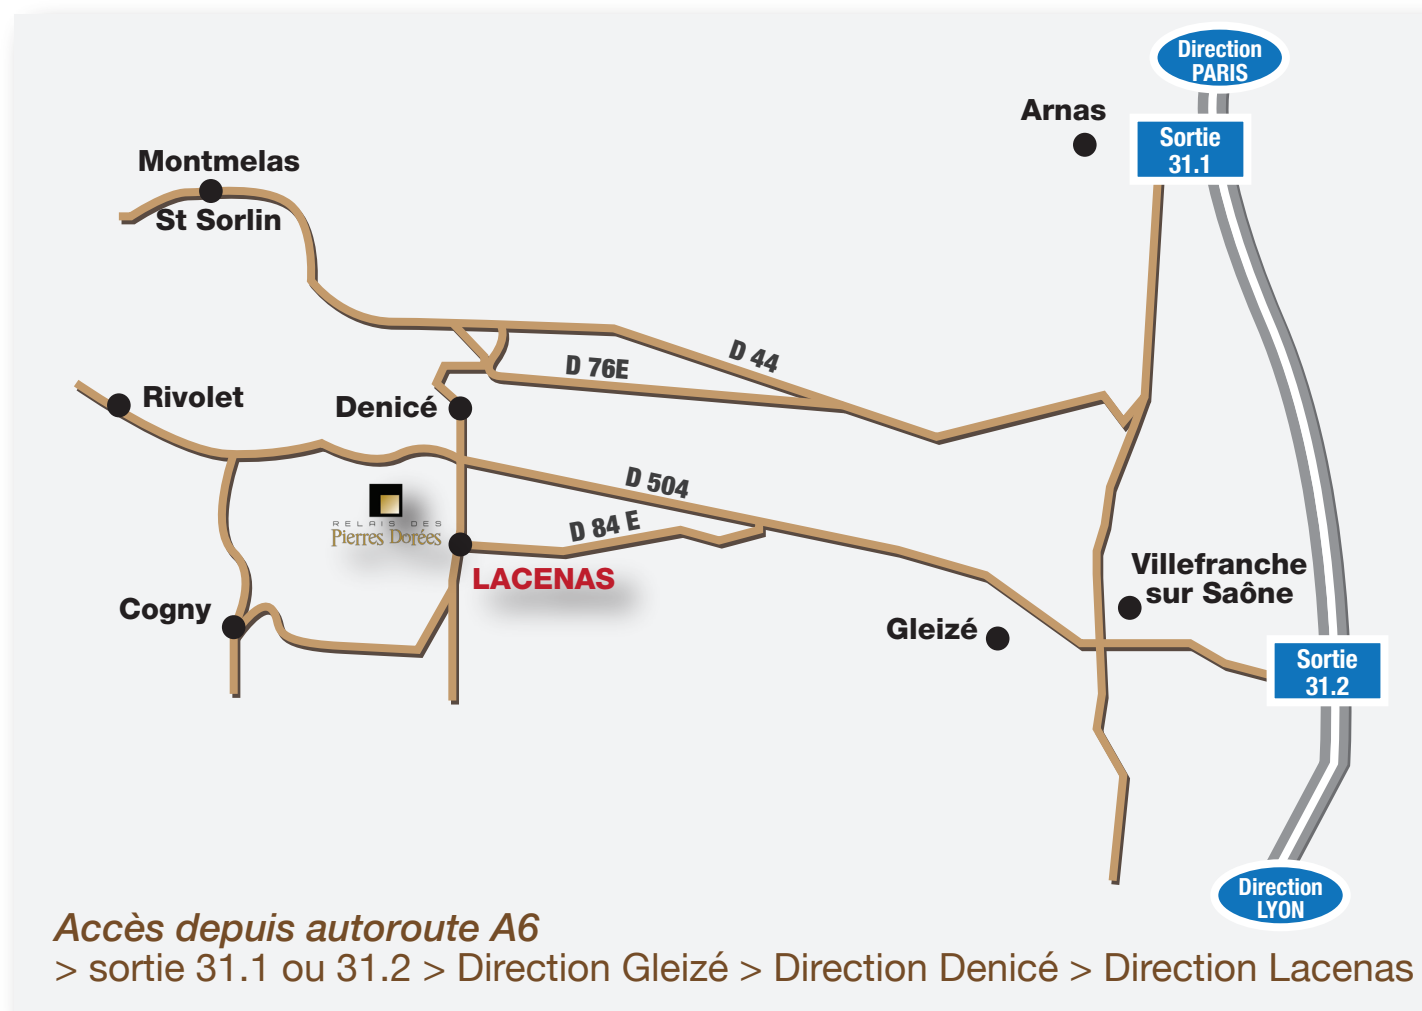 Direction
PARIS
Arnas
Sortie
31.1
Montmelas
St Sorlin
D 44
D 76E
Rivolet
Denicé
D 504
RELAIS DES
Pierres Dorées
D 84 E
LACENAS
Villefranche
sur Saône
Cogny
Gleizé
Sortie
31.2
Direction
LYON
Accès depuis autoroute A6
> sortie 31.1 ou 31.2 > Direction Gleizé > Direction Denicé > Direction Lacenas